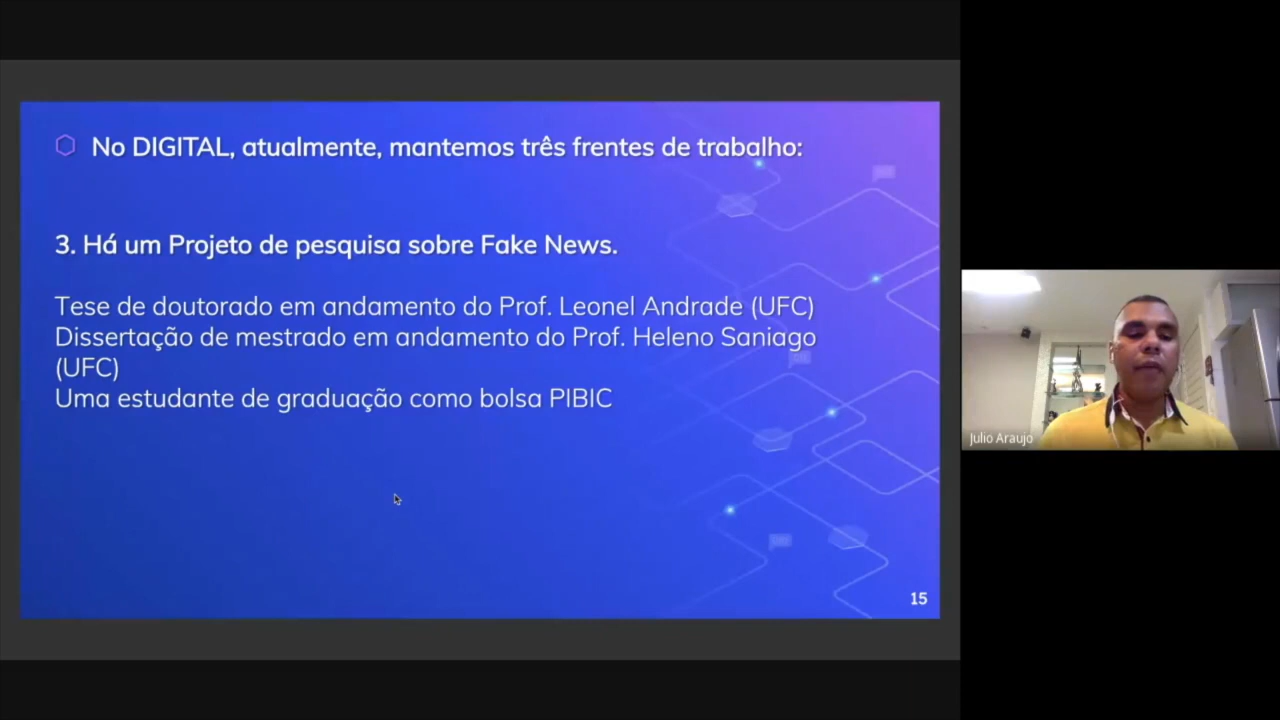 No DIGITAL, atualmente, mantemos três frentes de trabalho:
3. Há um Projeto de pesquisa sobre Fake News.
Tese de doutorado em andamento do Prof. Leonel Andrade (UFC)
Dissertação de mestrado em andamento do Prof. Heleno Saniago
(UFC)
Uma estudante de graduação como bolsa PIBIC
15
Julio Araujo